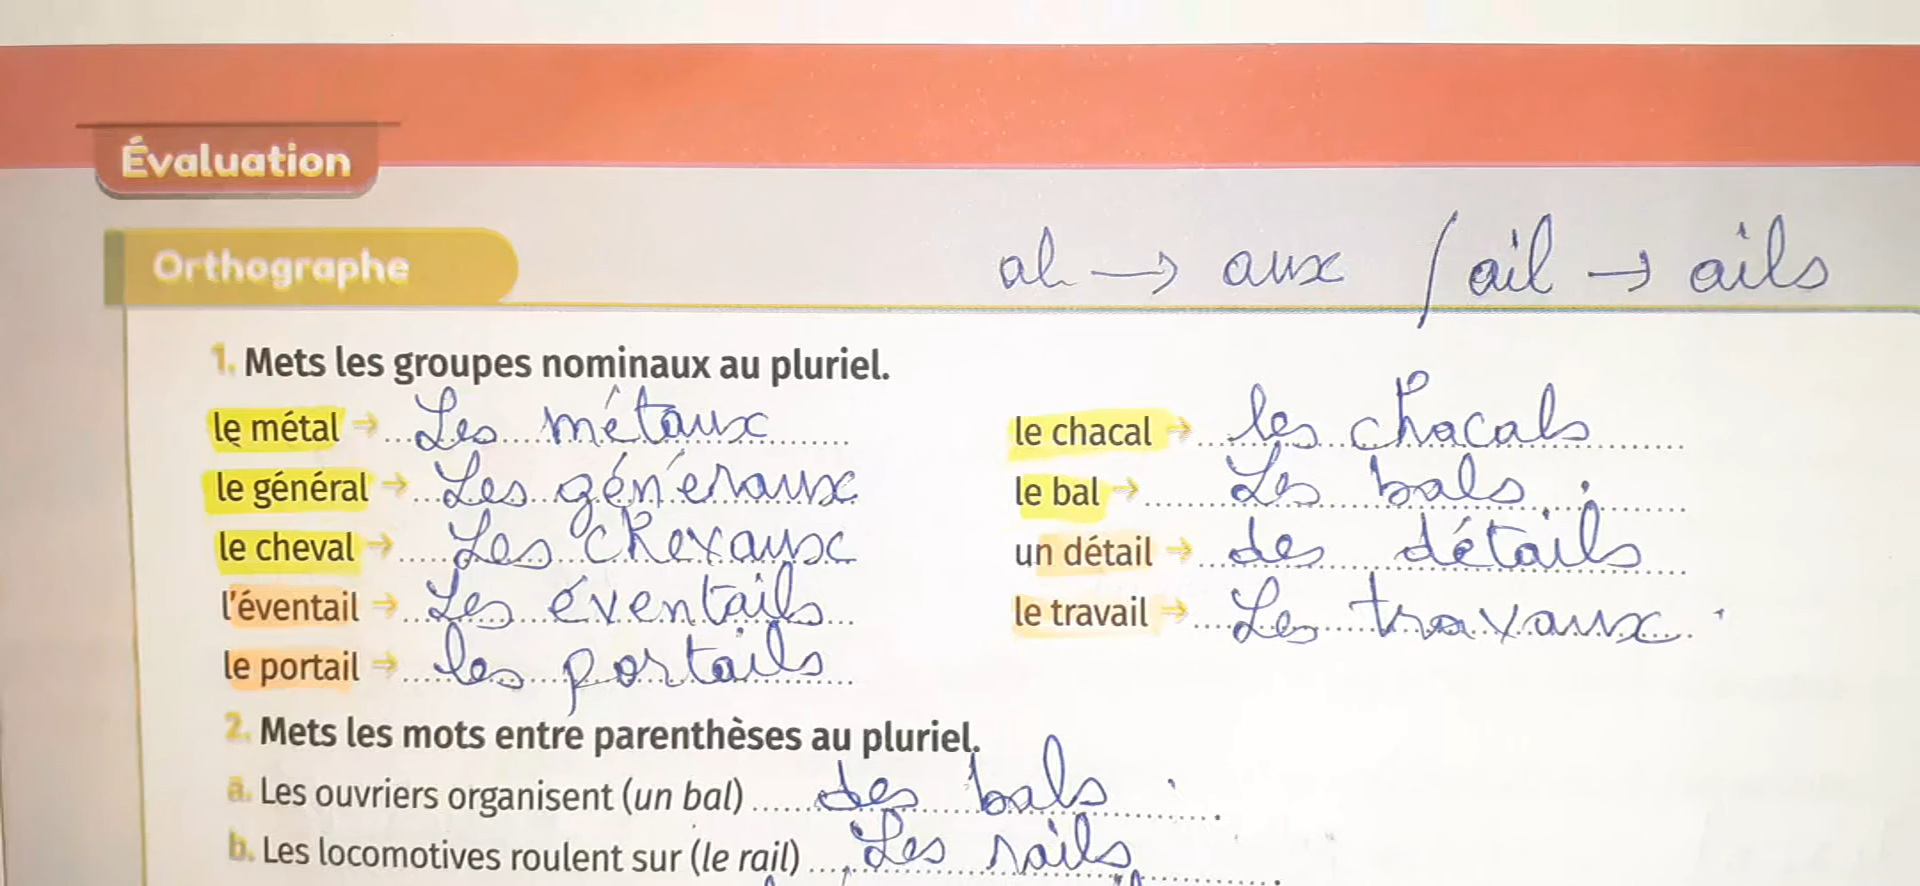 Évaluation
Orthographe
al → aux / ail → ails
1. Mets les groupes nominaux au pluriel.
le métal → Les métaux
le général → Les généraux
le cheval → Les chevaux
l'éventail → Les éventails
le portail → les portails
le chacal → les chacals
le bal → Les bals
un détail → des détails
le travail → Les travaux.
2. Mets les mots entre parenthèses au pluriel.
a. Les ouvriers organisent (un bal) des bals.
b. Les locomotives roulent sur (le rail) Les rails.